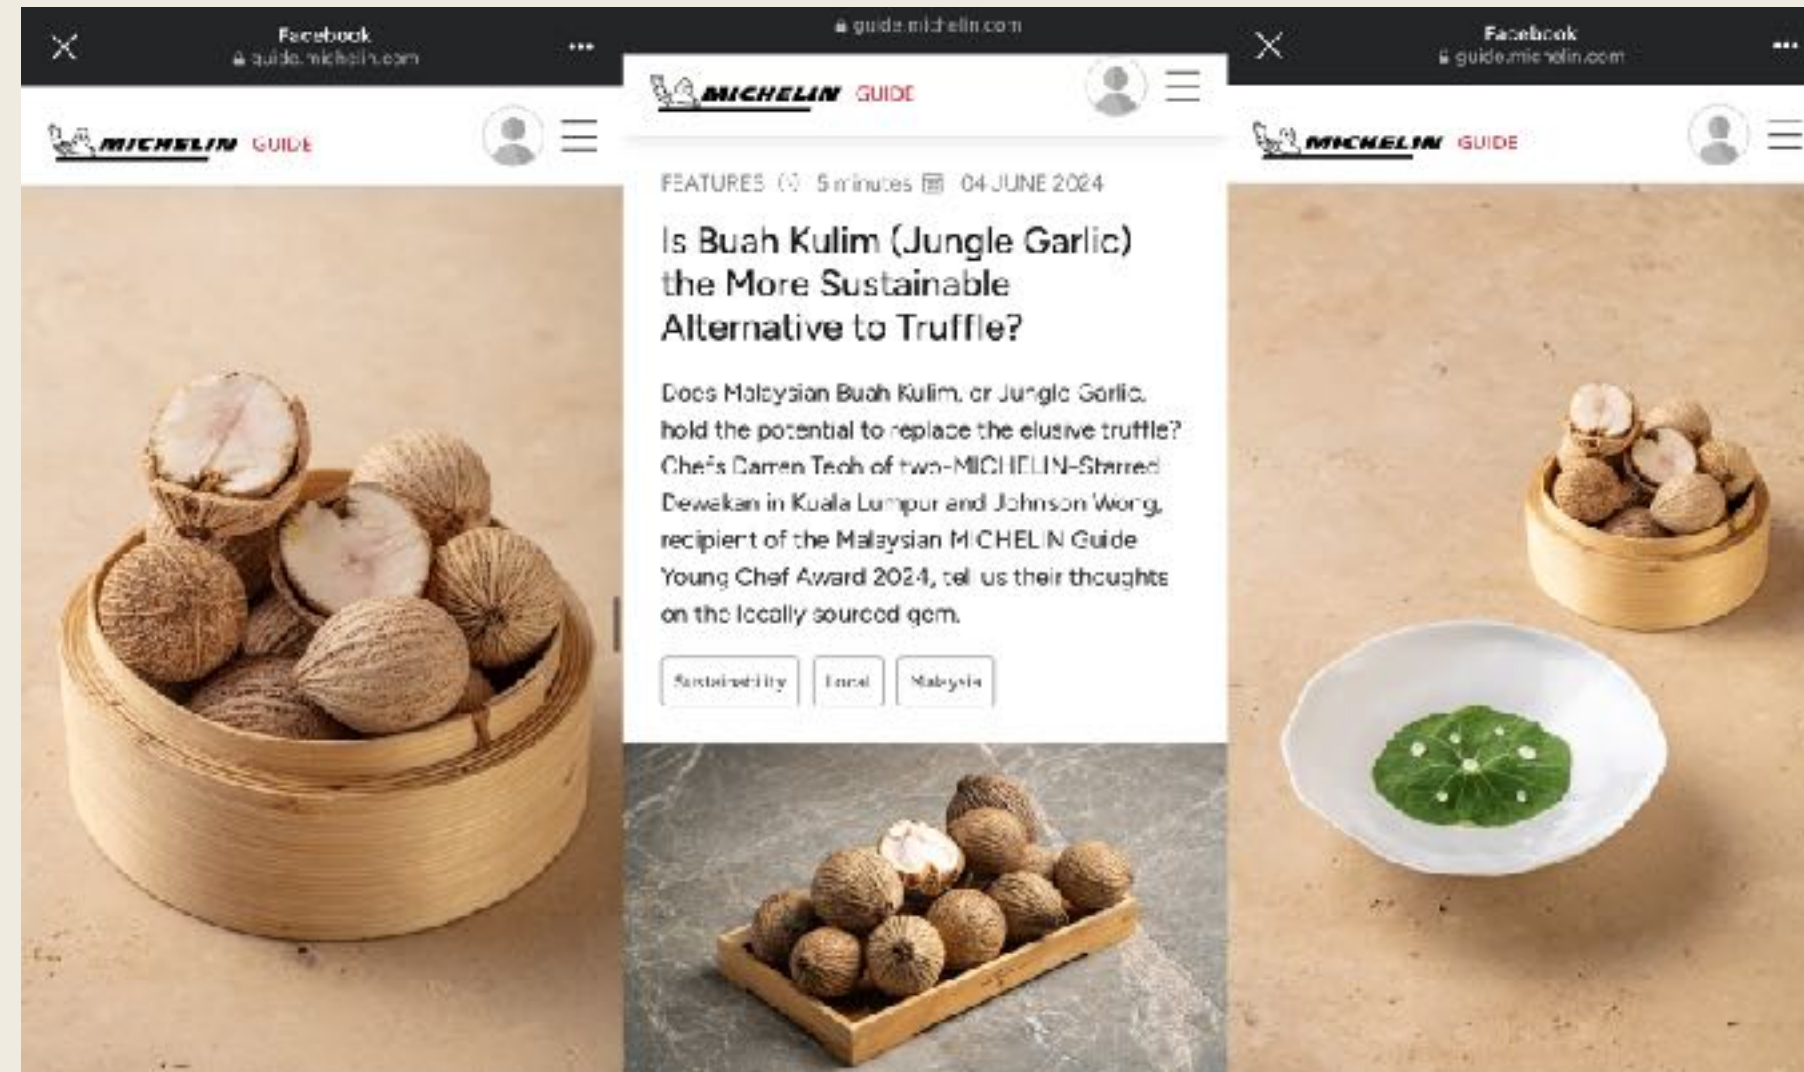 Facebook
guide.michelin.com
MICHELIN GUIDE
guide.michelin.com
MICHELIN GUIDE
FEATURES 5 minutes 04 JUNE 2024
Is Buah Kulim (Jungle Garlic)
the More Sustainable
Alternative to Truffle?
Does Malaysian Buah Kulim, or Jungle Garlic,
hold the potential to replace the elusive truffle?
Chefs Darren Teoh of two-MICHELIN-Starred
Dewakan in Kuala Lumpur and Johnson Wong,
recipient of the Malaysian MICHELIN Guide
Young Chef Award 2024, tell us their thoughts
on the locally sourced gem.
Sustainability Local Malaysia
Facebook
guide.michelin.com
MICHELIN GUIDE